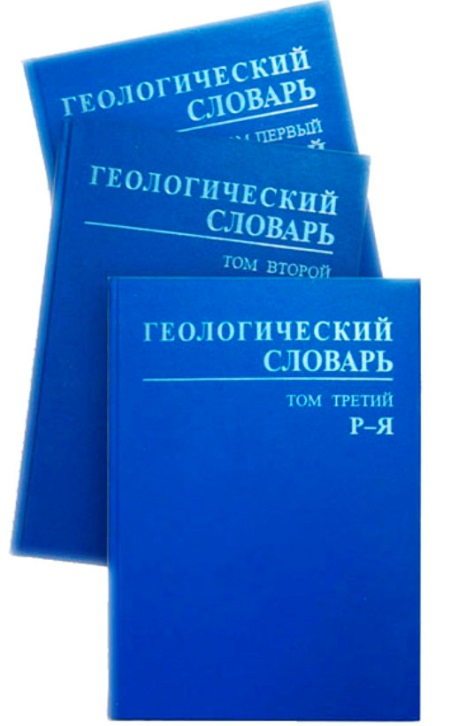 ГЕОЛОГИЧЕСКИЙ
СЛОВАРЬ
ПЕРВЫЙ
ГЕОЛОГИЧЕСКИЙ
СЛОВАРЬ
ТОМ ВТОРОЙ
ГЕОЛОГИЧЕСКИЙ
СЛОВАРЬ
ТОМ ТРЕТИЙ
Р–Я